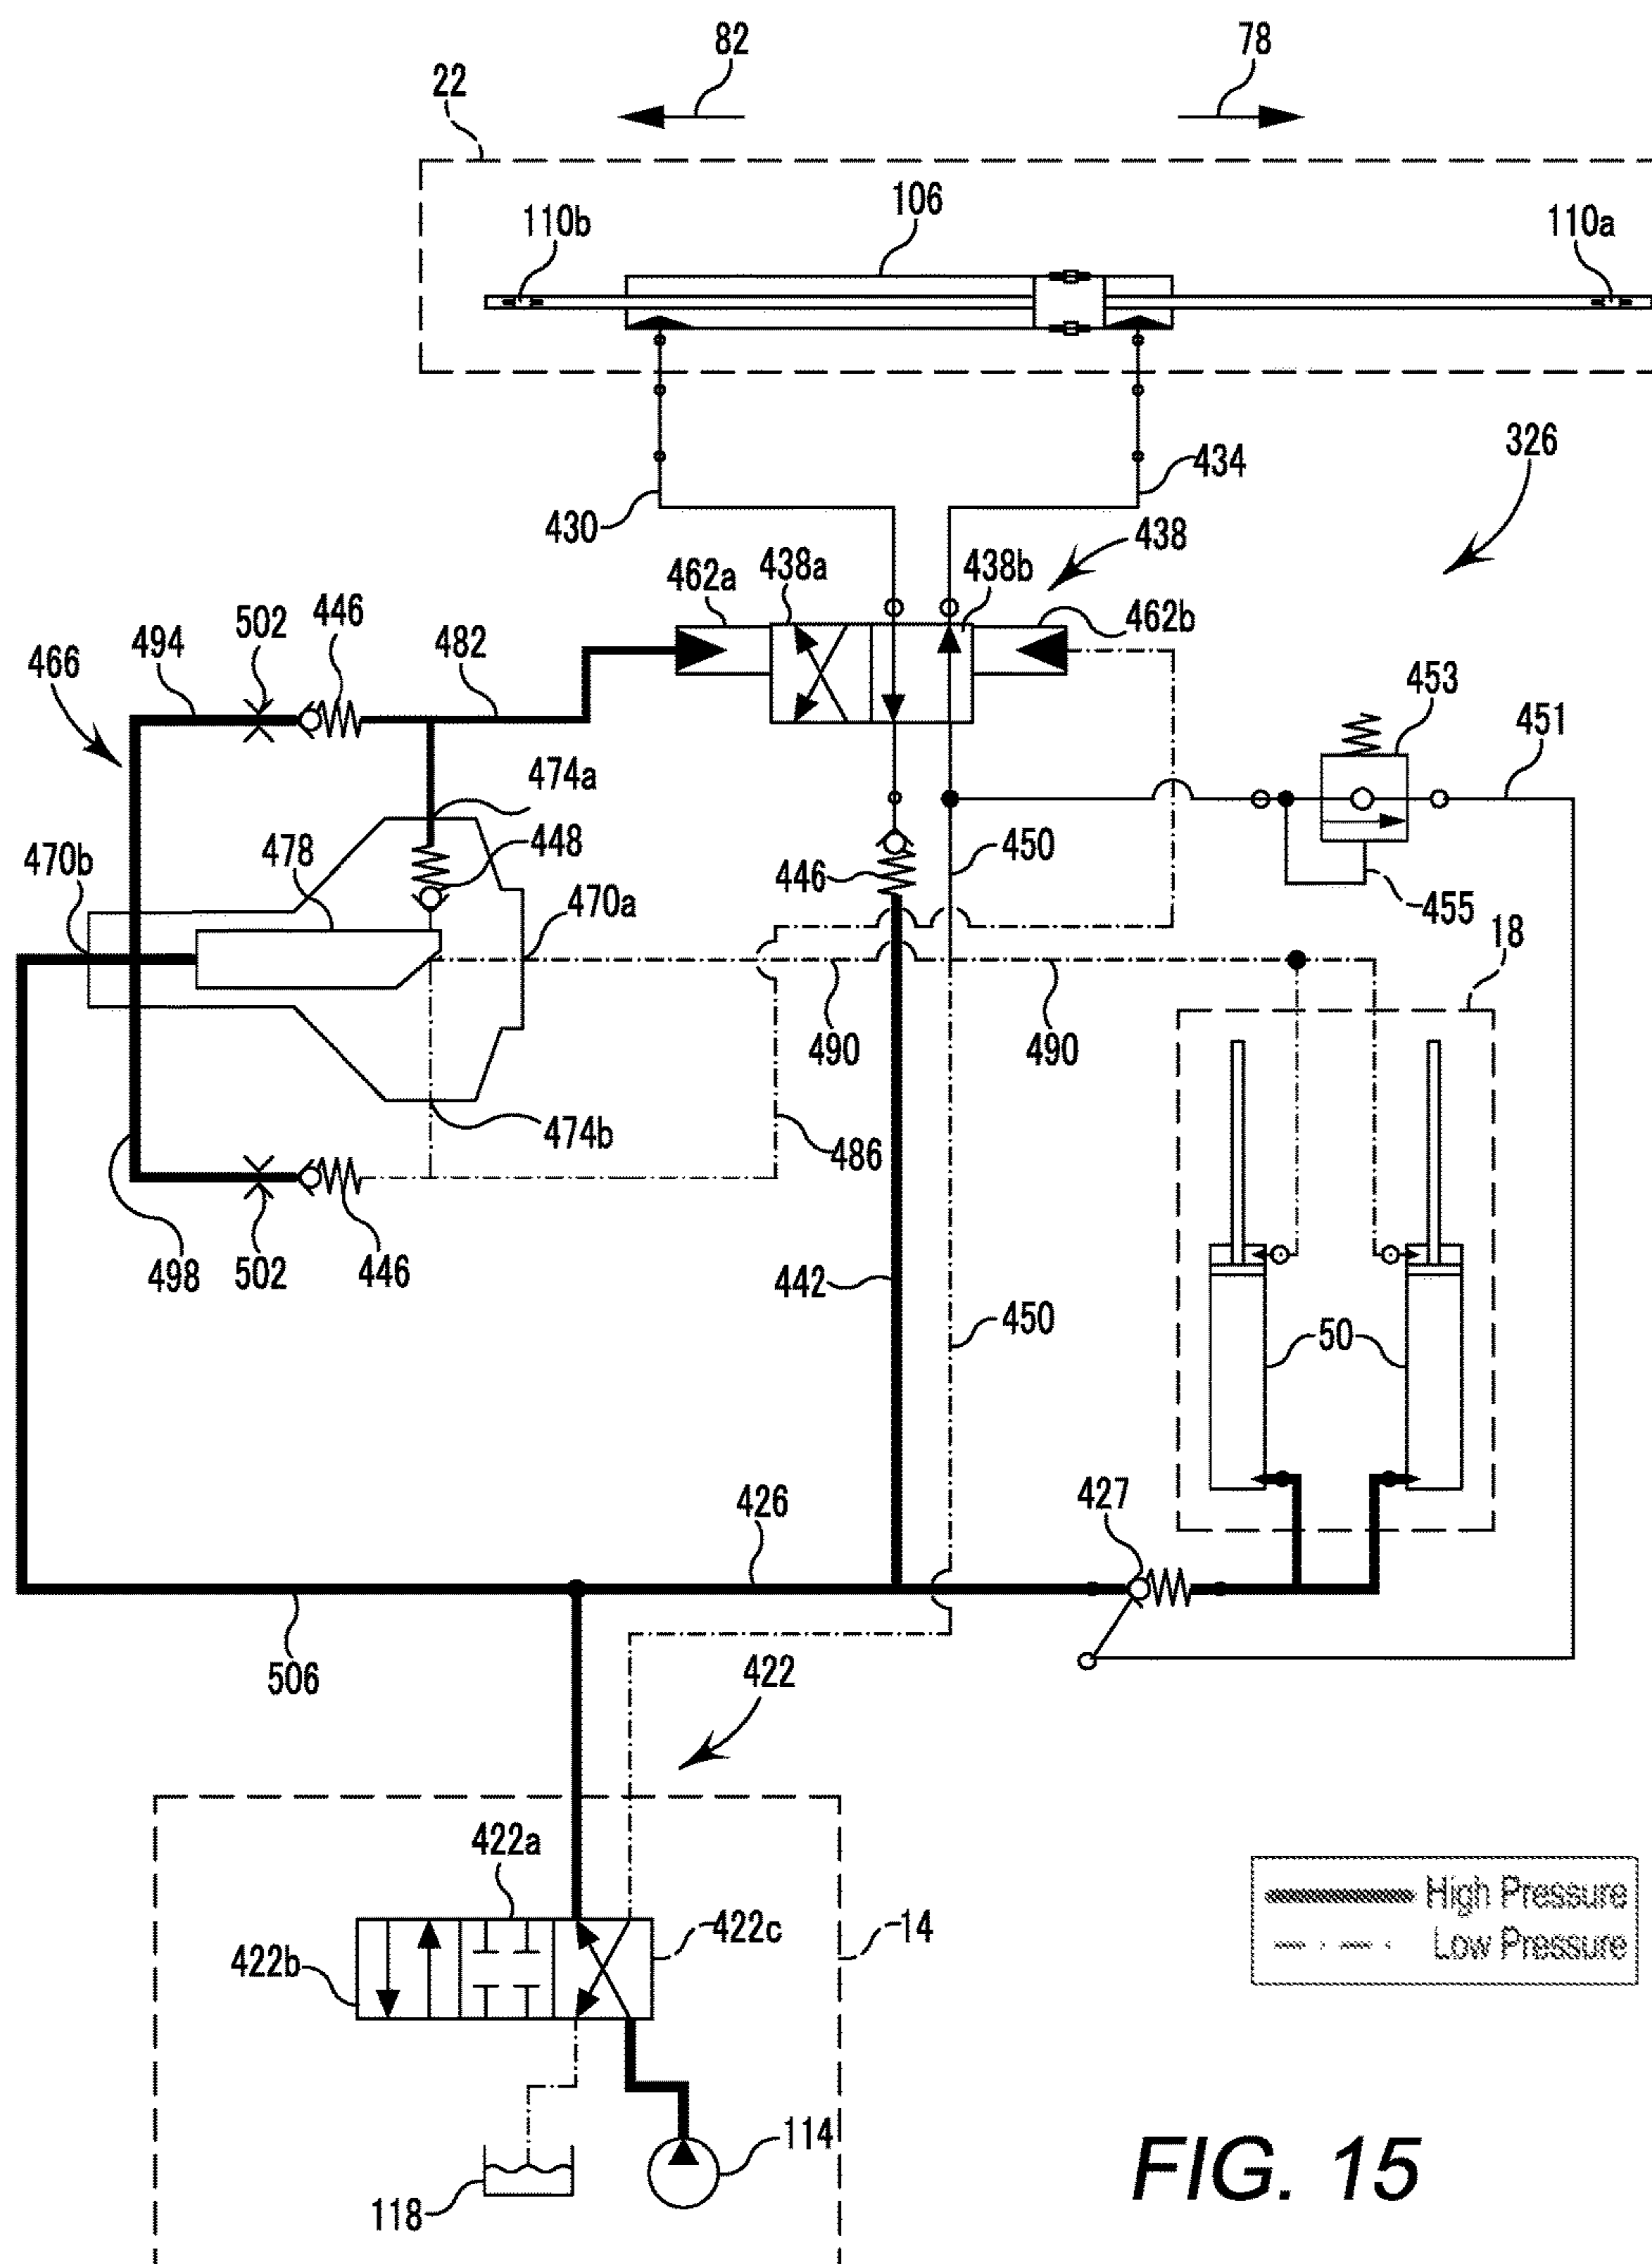 82
78
22
106
110b
110a
326
430
434
438
462a
438a
438b
462b
502
446
494
482
466
453
451
474a
448
478
470b
470a
446
450
455
18
490
490
474b
486
498
502
446
442
450
50
426
427
506
422
422a
422b
422c
14
High Pressure
Low Pressure
114
118
FIG. 15